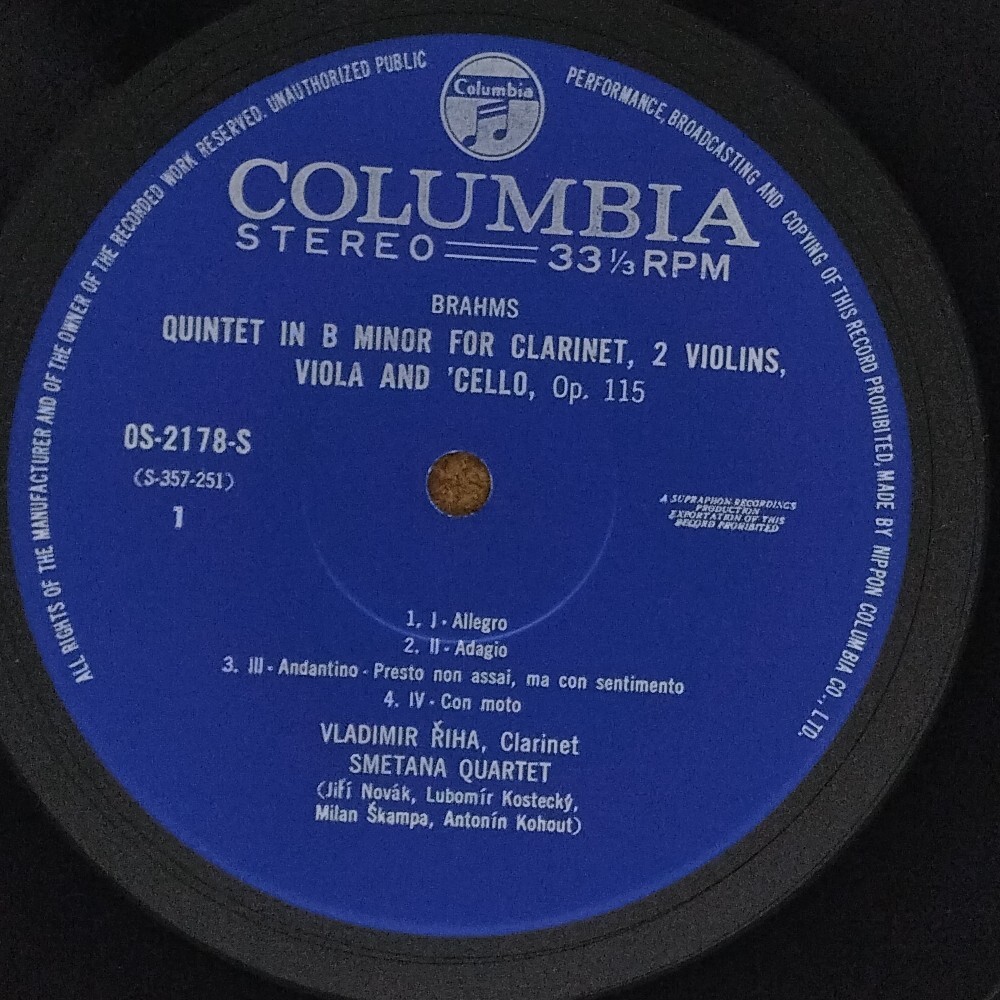 ALL RIGHTS OF THE MANUFACTURER AND OF THE OWNER OF THE RECORDED WORK RESERVED. UNAUTHORIZED PUBLIC
PERFORMANCE, BROADCASTING AND COPYING OF THIS RECORD PROHIBITED, MADE BY NIPPON COLUMBIA CO., LTD.
Columbia
COLUMBIA
STEREO 33 1/3 RPM
BRAHMS
QUINTET IN B MINOR FOR CLARINET, 2 VIOLINS,
VIOLA AND 'CELLO, Op. 115
OS-2178-S
(S-357-251)
1
A SUPRAPHON RECORDINGS
PRODUCTION
EXPORTATION OF THIS
RECORD PROHIBITED
1. I - Allegro
2. II - Adagio
3. III - Andantino - Presto non assai, ma con sentimento
4. IV - Con moto
VLADIMIR ŘIHA, Clarinet
SMETANA QUARTET
(Jiří Novák, Lubomír Kostecký,
Milan Škampa, Antonín Kohout)